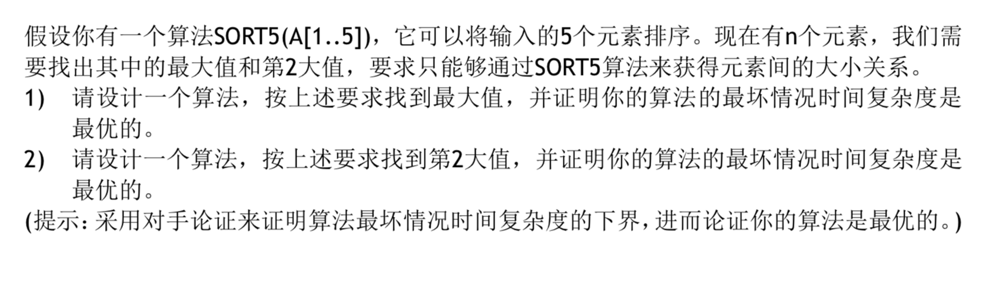 假设你有一个算法SORT5(A[1..5])，它可以将输入的5个元素排序。现在有n个元素，我们需
要找出其中的最大值和第2大值，要求只能够通过SORT5算法来获得元素间的大小关系。
1) 请设计一个算法，按上述要求找到最大值，并证明你的算法的最坏情况时间复杂度是
最优的。
2) 请设计一个算法，按上述要求找到第2大值，并证明你的算法的最坏情况时间复杂度是
最优的。
(提示：采用对手论证来证明算法最坏情况时间复杂度的下界，进而论证你的算法是最优的。)